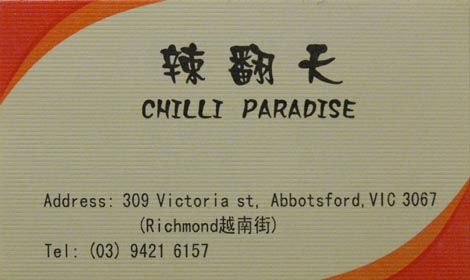 辣翻天
CHILLI PARADISE
Address: 309 Victoria st, Abbotsford, VIC 3067
(Richmond越南街)
Tel: (03) 9421 6157